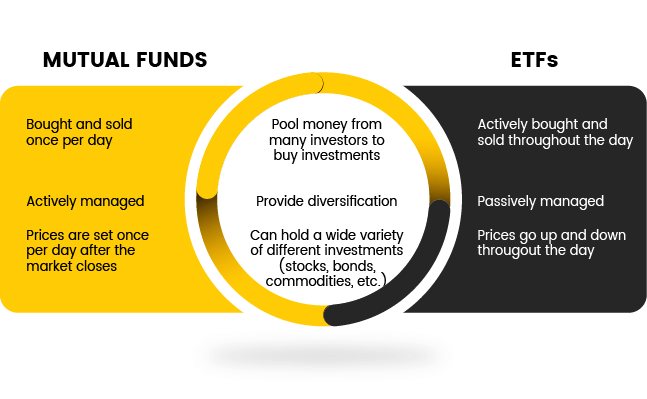 MUTUAL FUNDS
Bought and sold
once per day
Actively managed
Prices are set once
per day after the
market closes
Pool money from
many investors to
buy investments
Provide diversification
Can hold a wide variety
of different investments
(stocks, bonds,
commodities, etc.)
ETFs
Actively bought and
sold throughout the day
Passively managed
Prices go up and down
througout the day